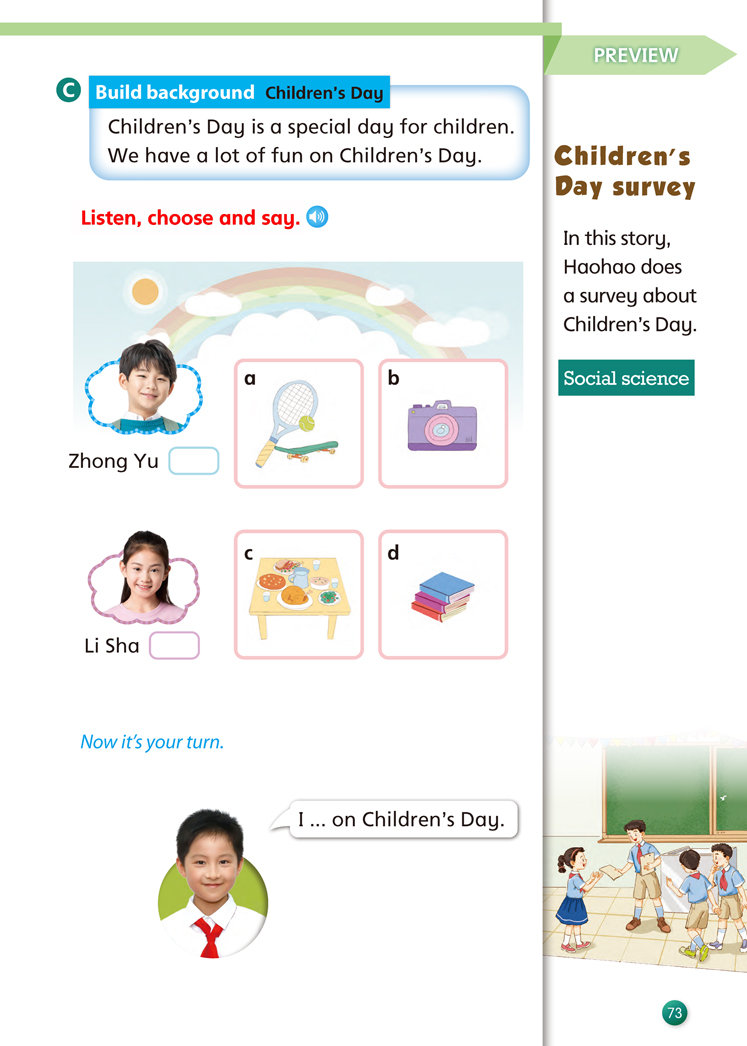 PREVIEW
C Build background Children's Day
Children's Day is a special day for children.
We have a lot of fun on Children's Day.
Listen, choose and say.
a
b
Zhong Yu
c
d
Li Sha
Now it's your turn.
I ... on Children's Day.
Children's
Day survey
In this story,
Haohao does
a survey about
Children's Day.
Social science
73